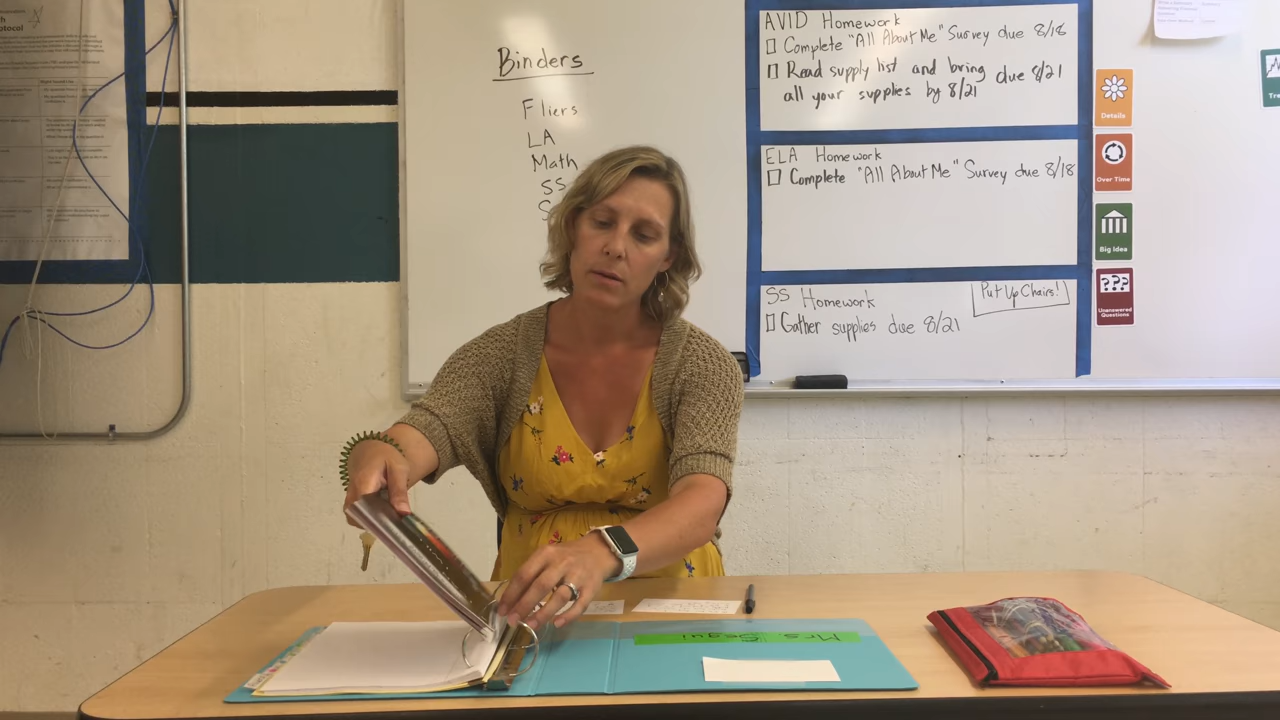 Binders
Fliers
LA
Math
SS
AVID Homework
Complete "All About Me" Survey due 8/18
Read supply list and bring due 8/21
all your supplies by 8/21
ELA Homework
Complete "All About Me" Survey due 8/18
SS Homework
Put Up Chairs!
Gather supplies due 8/21
Details
Over Time
Big Idea
???
Unanswered
Questions
Mrs Segui